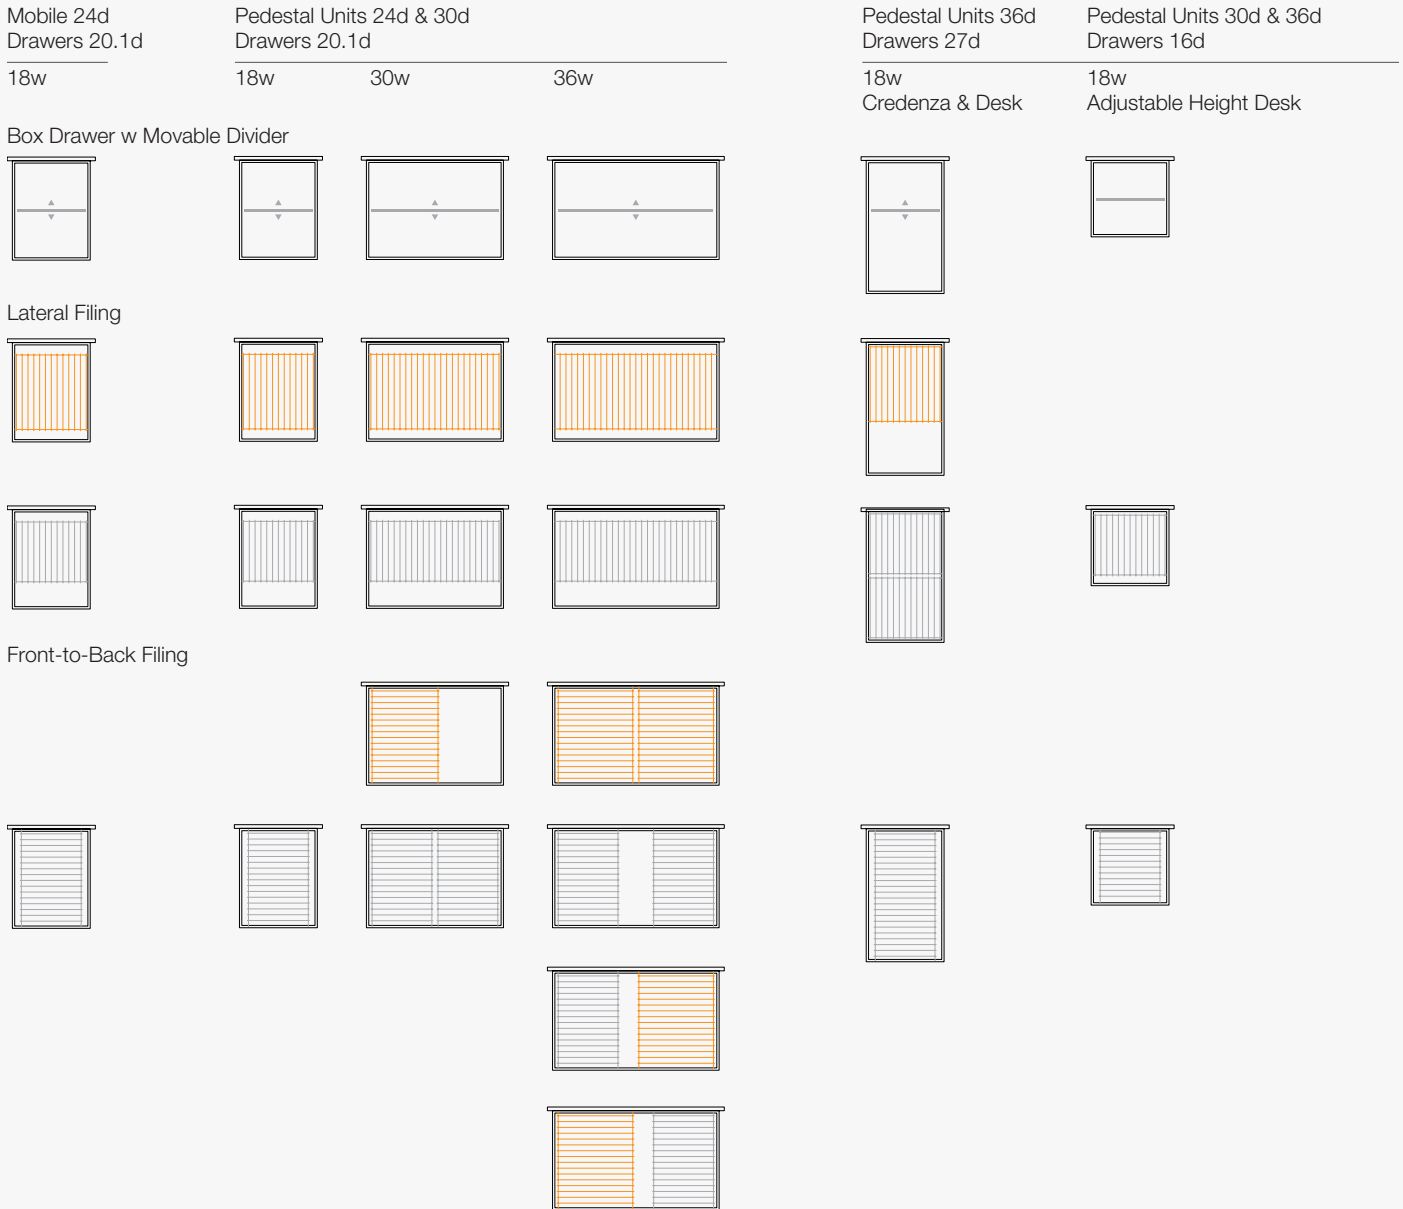 Mobile 24d
Drawers 20.1d
18w
Pedestal Units 24d & 30d
Drawers 20.1d
18w 30w 36w
Pedestal Units 36d
Drawers 27d
18w
Credenza & Desk
Pedestal Units 30d & 36d
Drawers 16d
18w
Adjustable Height Desk
Box Drawer w Movable Divider
Lateral Filing
Front-to-Back Filing